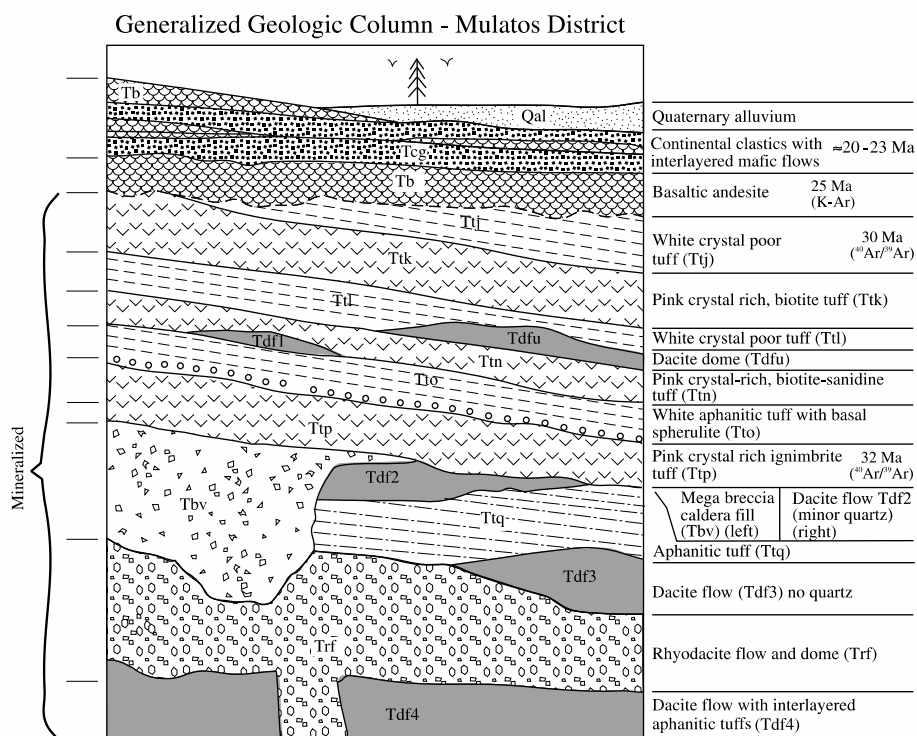 Generalized Geologic Column - Mulatos District
Tb
Qal
Tcg
Tb
Ttj
Ttk
Ttl
Tdf1
Tdfu
Ttn
Tto
Ttp
Tdf2
Tbv
Ttq
Tdf3
Trf
Tdf4
Mineralized
Quaternary alluvium
Continental clastics with ≈20-23 Ma
interlayered mafic flows
Basaltic andesite 25 Ma
(K-Ar)
White crystal poor 30 Ma
tuff (Ttj) (⁴⁰Ar/³⁹Ar)
Pink crystal rich, biotite tuff (Ttk)
White crystal poor tuff (Ttl)
Dacite dome (Tdfu)
Pink crystal-rich, biotite-sanidine
tuff (Ttn)
White aphanitic tuff with basal
spherulite (Tto)
Pink crystal rich ignimbrite 32 Ma
tuff (Ttp) (⁴⁰Ar/³⁹Ar)
Mega breccia
caldera fill
(Tbv) (left)
Dacite flow Tdf2
(minor quartz)
(right)
Aphanitic tuff (Ttq)
Dacite flow (Tdf3) no quartz
Rhyodacite flow and dome (Trf)
Dacite flow with interlayered
aphanitic tuffs (Tdf4)